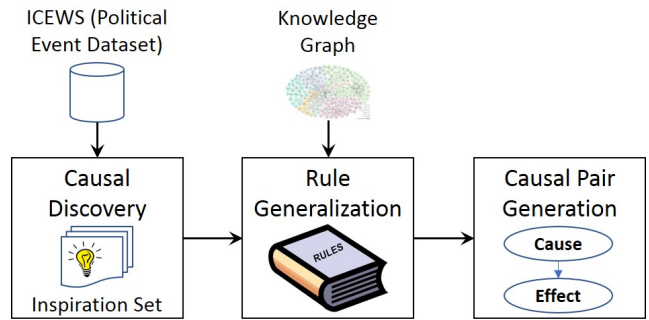 ICEWS (Political
Event Dataset)
Knowledge
Graph
Causal
Discovery
Inspiration Set
Rule
Generalization
RULES
Causal Pair
Generation
Cause
Effect